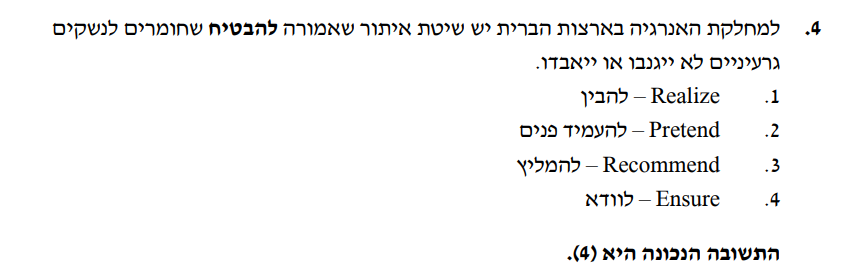 4. למחלקת האנרגיה בארצות הברית יש שיטת איתור שאמורה להבטיח שחומרים לנשקים
גרעיניים לא ייגנבו או ייאבדו.
1. Realize – להבין
2. Pretend – להעמיד פנים
3. Recommend – להמליץ
4. Ensure – לוודא
התשובה הנכונה היא (4).